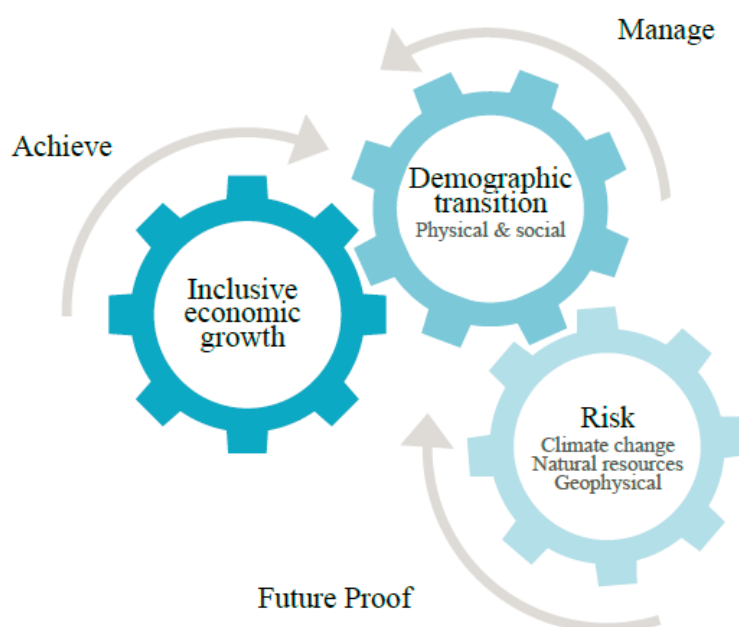 Manage
Achieve
Demographic
transition
Physical & social
Inclusive
economic
growth
Risk
Climate change
Natural resources
Geophysical
Future Proof